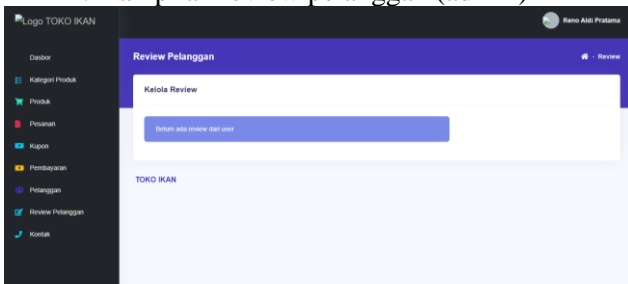 Logo TOKO IKAN
Reno Aldi Pratama
Dasbor
Review Pelanggan
- Review
Kategori Produk
Kelola Review
Produk
Pesanan
Belum ada review dari user
Kupon
Pembayaran
TOKO IKAN
Pelanggan
Review Pelanggan
Kontak